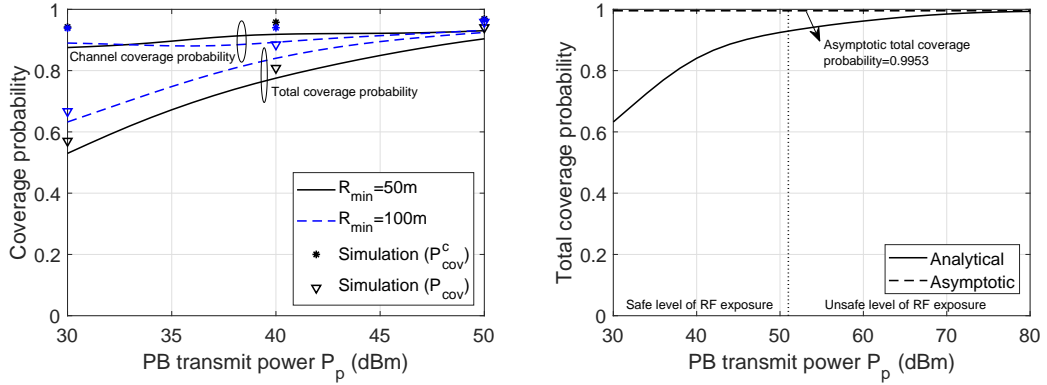 Coverage probability
1
0.8
0.6
0.4
0.2
0
30
35
40
45
50
PB transmit power P_p (dBm)
Channel coverage probability
Total coverage probability
R_min=50m
R_min=100m
Simulation (P^c_cov)
Simulation (P_cov)
Total coverage probability
1
0.8
0.6
0.4
0.2
0
30
40
50
60
70
80
PB transmit power P_p (dBm)
Asymptotic total coverage
probability=0.9953
Analytical
Asymptotic
Safe level of RF exposure
Unsafe level of RF exposure